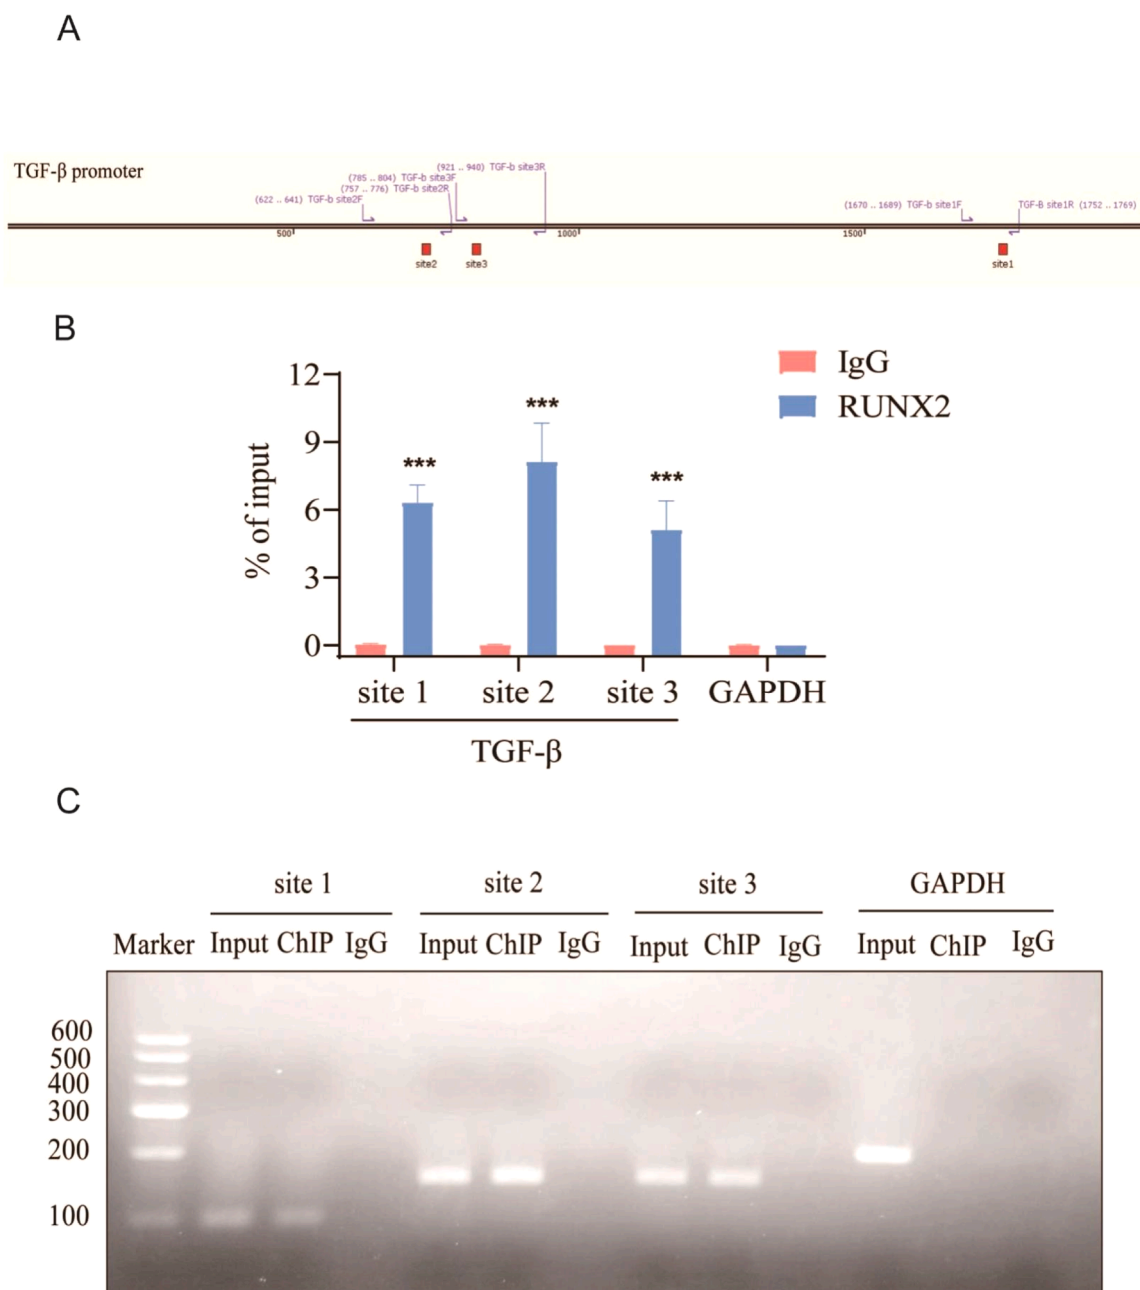 A
TGF-β promoter
(921 .. 940) TGF-b site3R
(785 .. 804) TGF-b site3F
(757 .. 776) TGF-b site2R
(622 .. 641) TGF-b site2F
(1670 .. 1689) TGF-b site1F
TGF-B site1R (1752 .. 1769)
500 1000 1500
site2 site3 site1
B
IgG
RUNX2
% of input
12
9
6
3
0
*** *** ***
site 1 site 2 site 3 GAPDH
TGF-β
C
site 1 site 2 site 3 GAPDH
Marker Input ChIP IgG Input ChIP IgG Input ChIP IgG Input ChIP IgG
600
500
400
300
200
100